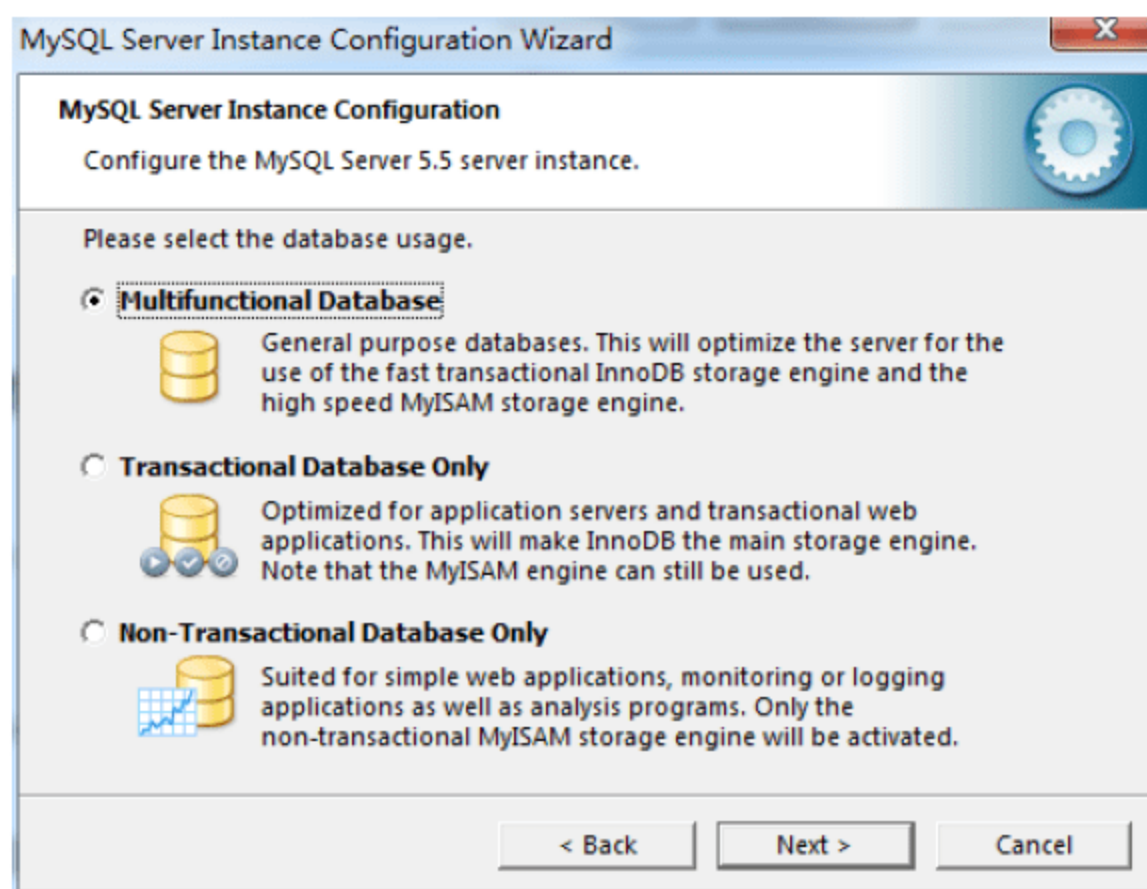 MySQL Server Instance Configuration Wizard
MySQL Server Instance Configuration
Configure the MySQL Server 5.5 server instance.
Please select the database usage.
Multifunctional Database
General purpose databases. This will optimize the server for the
use of the fast transactional InnoDB storage engine and the
high speed MyISAM storage engine.
Transactional Database Only
Optimized for application servers and transactional web
applications. This will make InnoDB the main storage engine.
Note that the MyISAM engine can still be used.
Non-Transactional Database Only
Suited for simple web applications, monitoring or logging
applications as well as analysis programs. Only the
non-transactional MyISAM storage engine will be activated.
< Back Next > Cancel